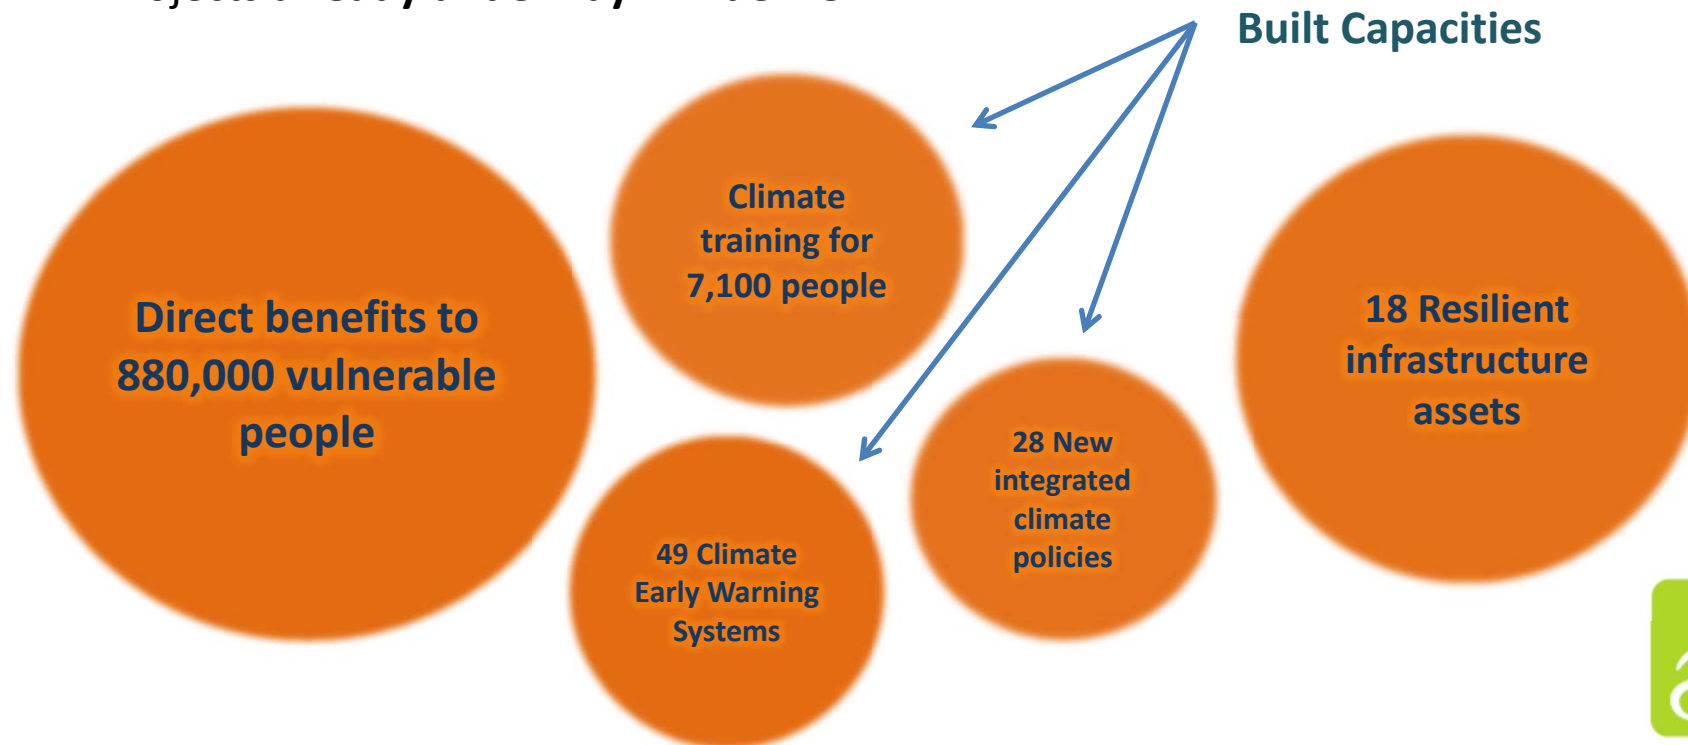 already
Built Capacities
Direct benefits to
880,000 vulnerable
people
Climate
training for
7,100 people
49 Climate
Early Warning
Systems
28 New
integrated
climate
policies
18 Resilient
infrastructure
assets